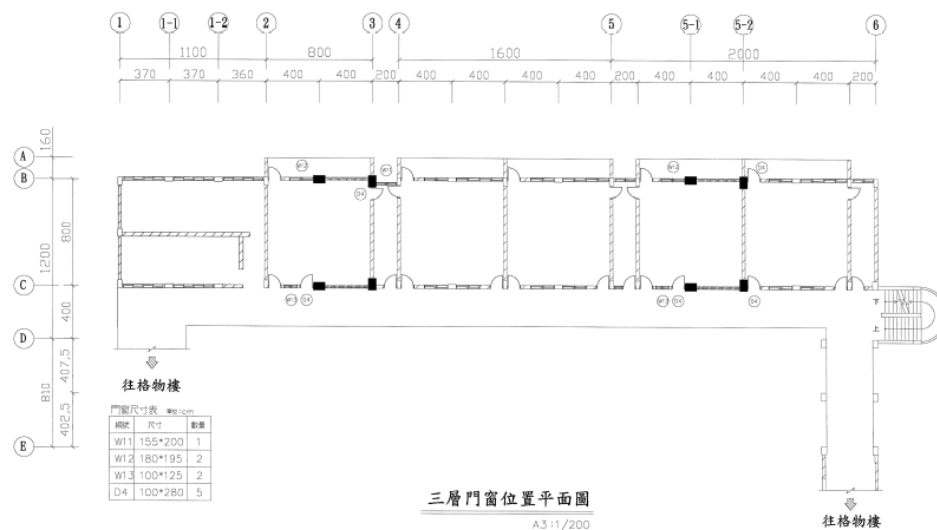 1 1-1 1-2 2 3 4 5 5-1 5-2 6
1100 800 1600 2000
370 370 360 400 400 200 400 400 400 400 200 400 400 400 400 200
A
160
B
W12 W11 W12 D4
D4
800
1200
C
W13 D4 W13 D4 D4
400
下
上
D
407,5
810
402,5
E
往格物樓
門窗尺寸表 單位:cm
編號 尺寸 數量
W11 155*200 1
W12 180*195 2
W13 100*125 2
D4 100*280 5
三層門窗位置平面圖
A3:1/200
往格物樓